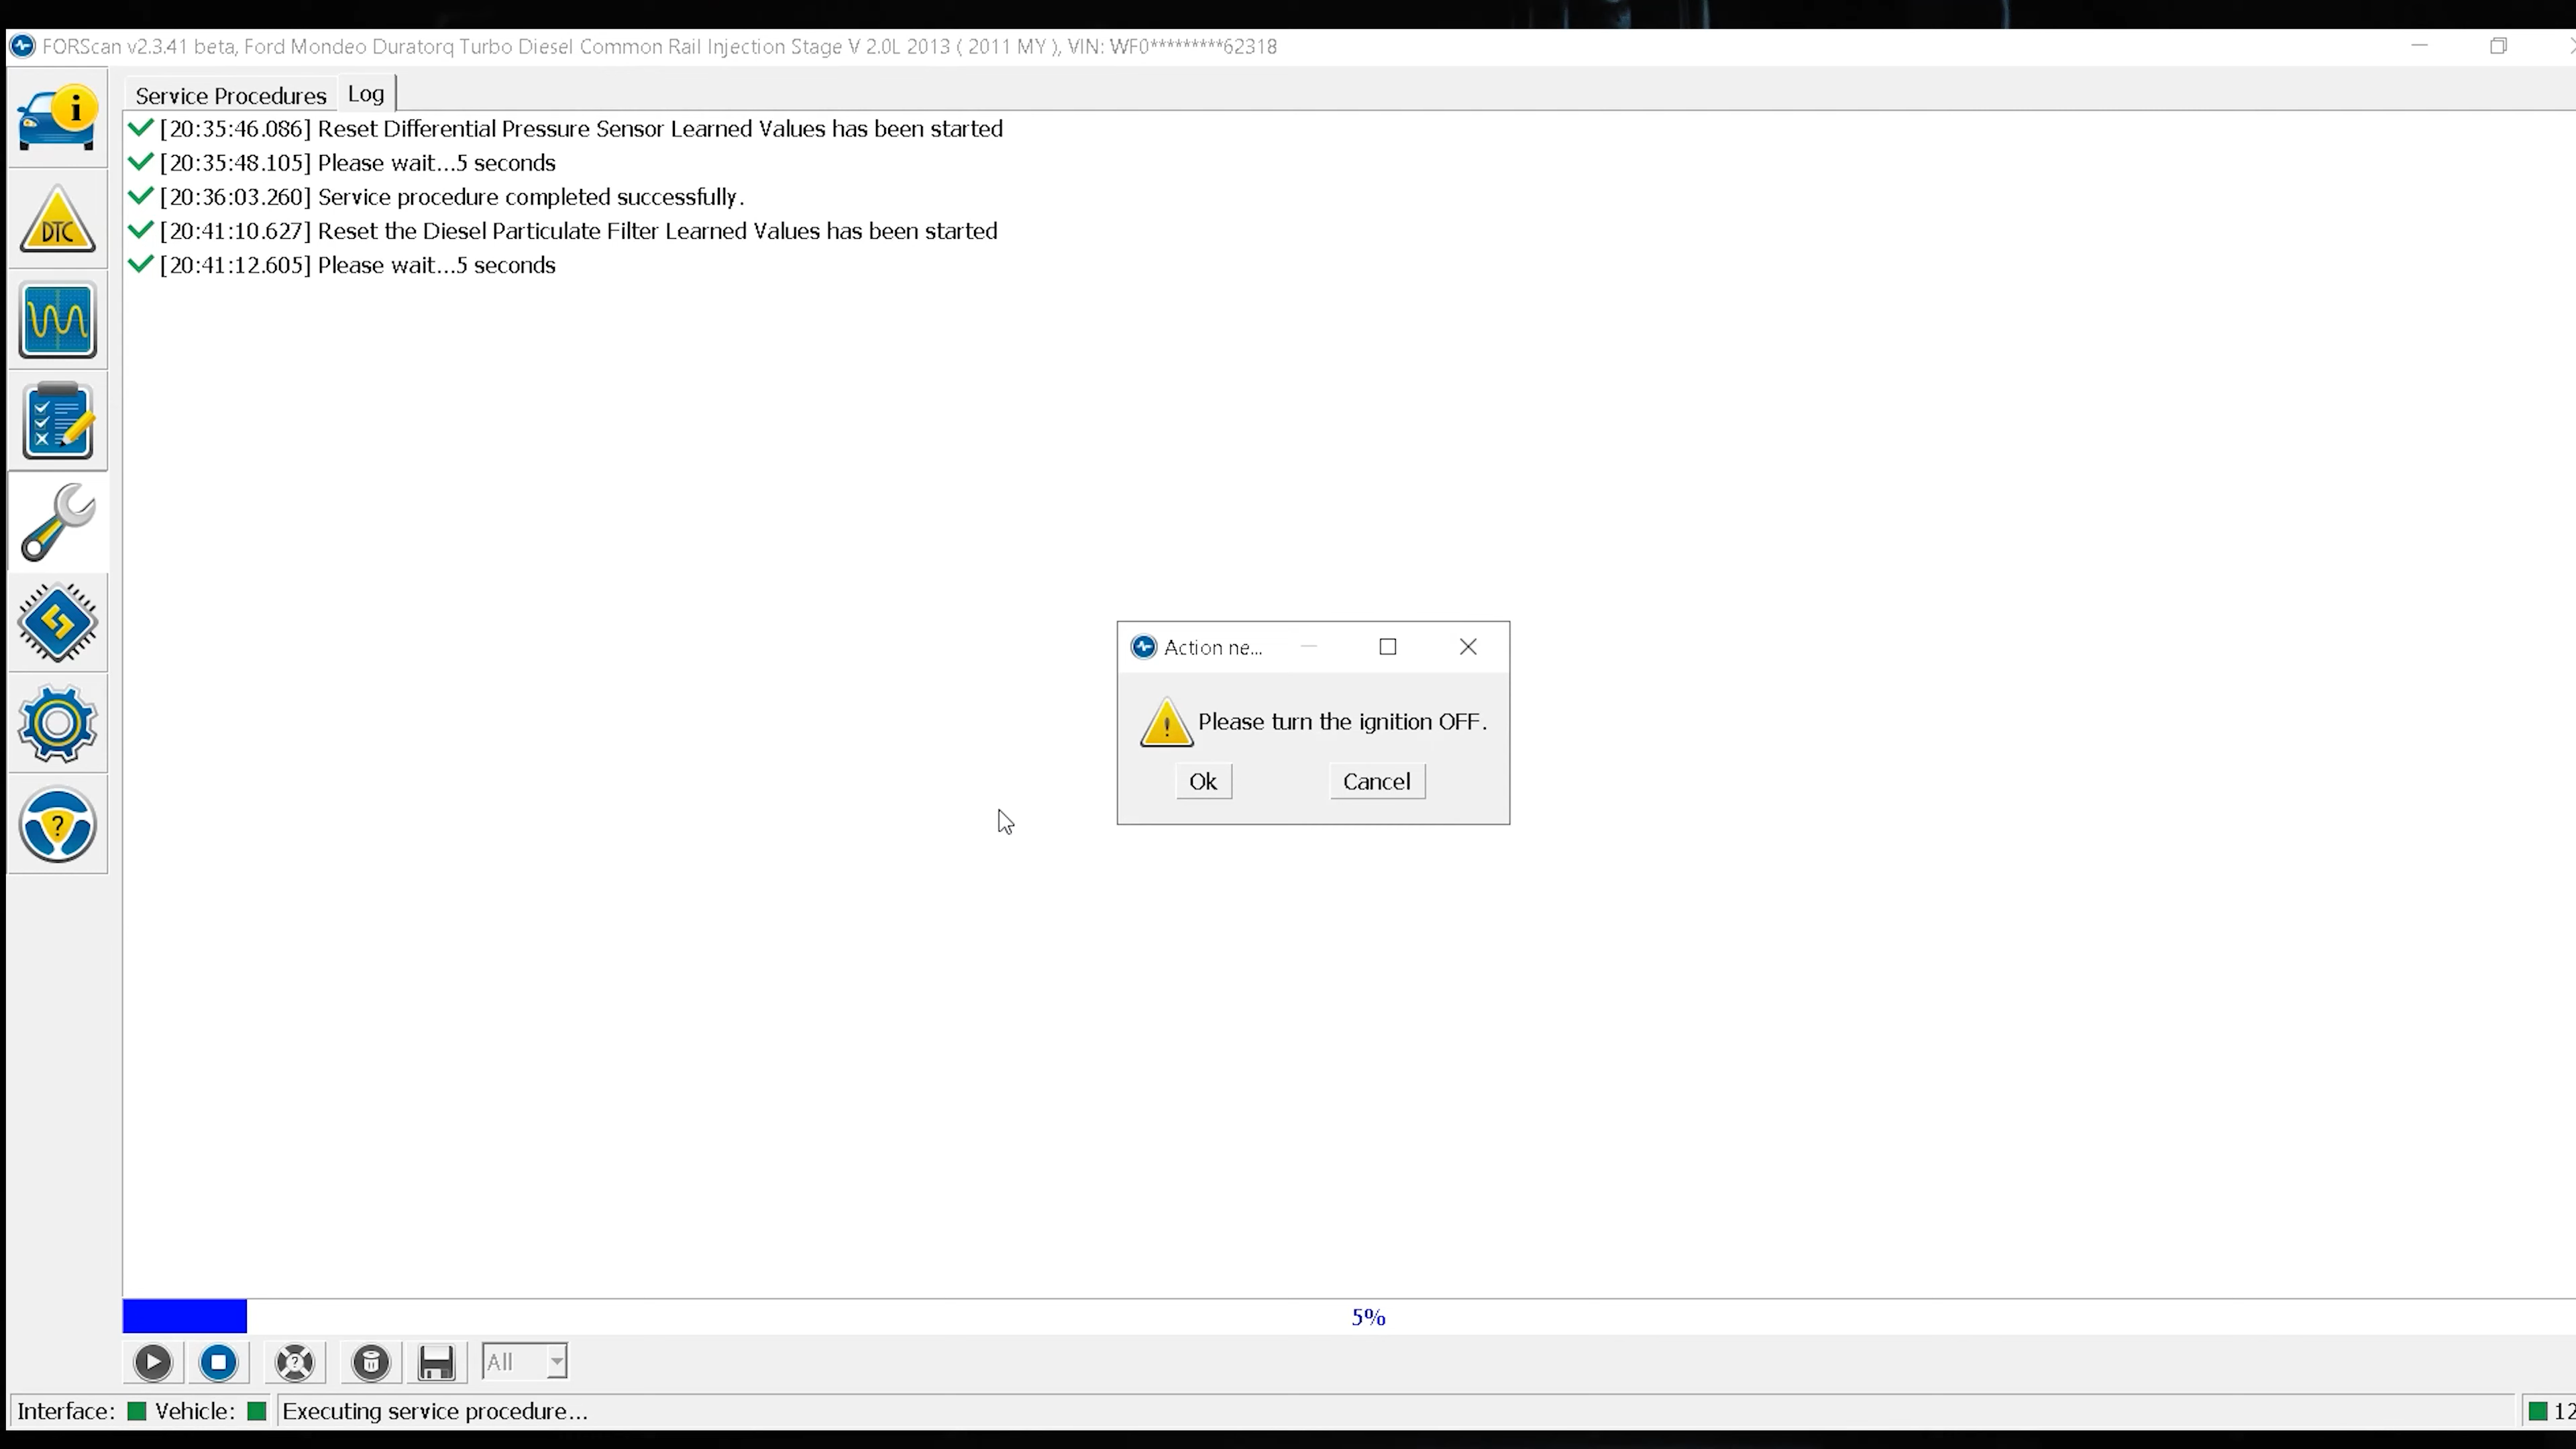 FORScan v2.3.41 beta, Ford Mondeo Duratorq Turbo Diesel Common Rail Injection Stage V 2.0L 2013 ( 2011 MY ), VIN: WF0*********62318
Service Procedures Log
i
[20:35:46.086] Reset Differential Pressure Sensor Learned Values has been started
[20:35:48.105] Please wait...5 seconds
[20:36:03.260] Service procedure completed successfully.
DTC
[20:41:10.627] Reset the Diesel Particulate Filter Learned Values has been started
[20:41:12.605] Please wait...5 seconds
Action ne...
!
Please turn the ignition OFF.
Ok Cancel
?
5%
? All
Interface: Vehicle: Executing service procedure... 12